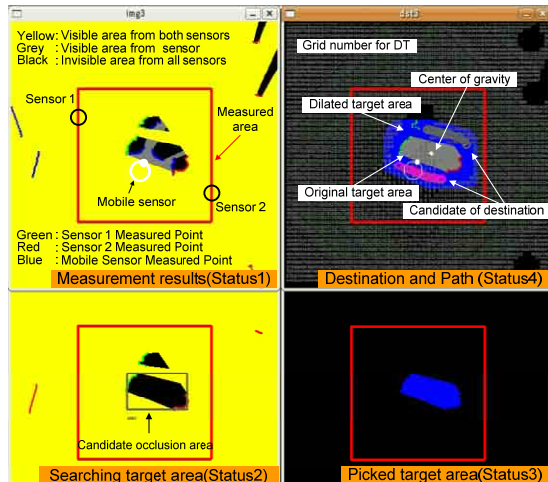 img3
Yellow: Visible area from both sensors
Grey : Visible area from sensor
Black : Invisible area from all sensors
Sensor 1
Measured
area
Mobile sensor
Sensor 2
Green : Sensor 1 Measured Point
Red : Sensor 2 Measured Point
Blue : Mobile Sensor Measured Point
Measurement results(Status1)
dst3
Grid number for DT
Center of gravity
Dilated target area
Original target area
Candidate of destination
Destination and Path (Status4)
Candidate occlusion area
Searching target area(Status2)
Picked target area(Status3)